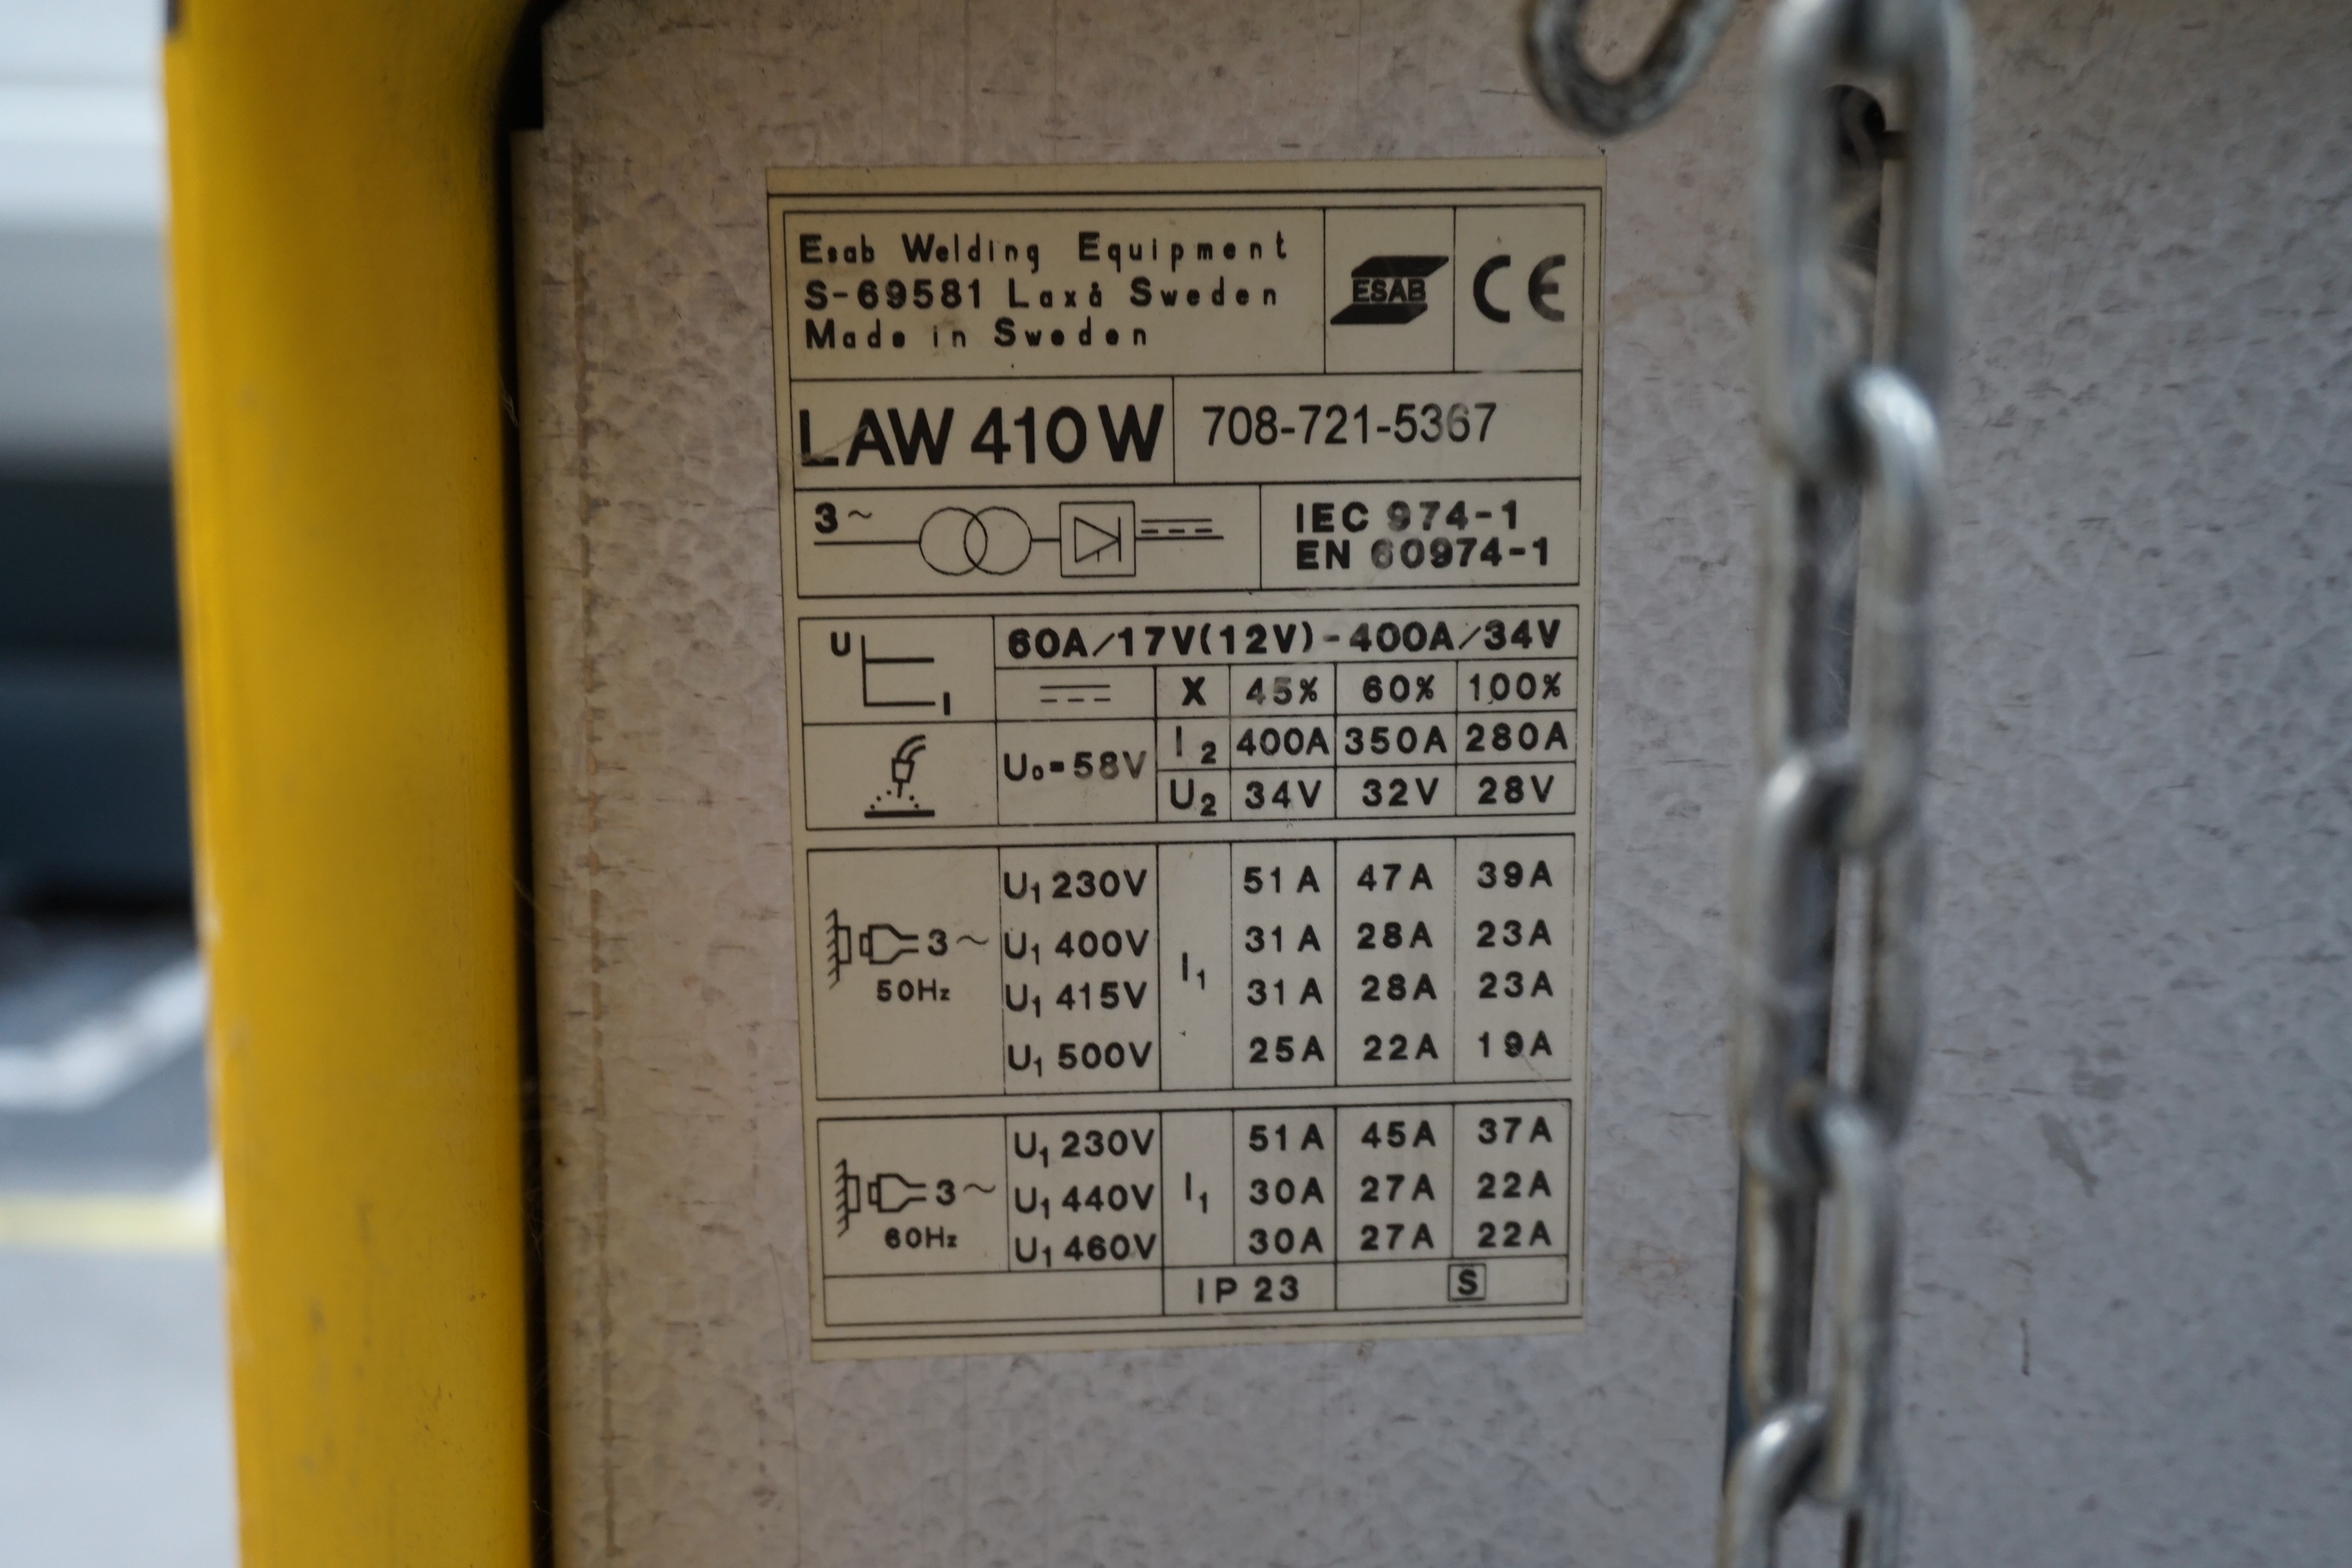 Esab Welding Equipment
S-69581 Laxå Sweden
Made in Sweden
ESAB
CE
LAW 410 W
708-721-5367
3~
IEC 974-1
EN 60974-1
U
I
60A/17V(12V)-400A/34V
X 45% 60% 100%
U₀=58V
I₂ 400A 350A 280A
U₂ 34V 32V 28V
3~
50Hz
I₁
U₁ 230V 51A 47A 39A
U₁ 400V 31A 28A 23A
U₁ 415V 31A 28A 23A
U₁ 500V 25A 22A 19A
3~
60Hz
I₁
U₁ 230V 51A 45A 37A
U₁ 440V 30A 27A 22A
U₁ 460V 30A 27A 22A
IP 23
S